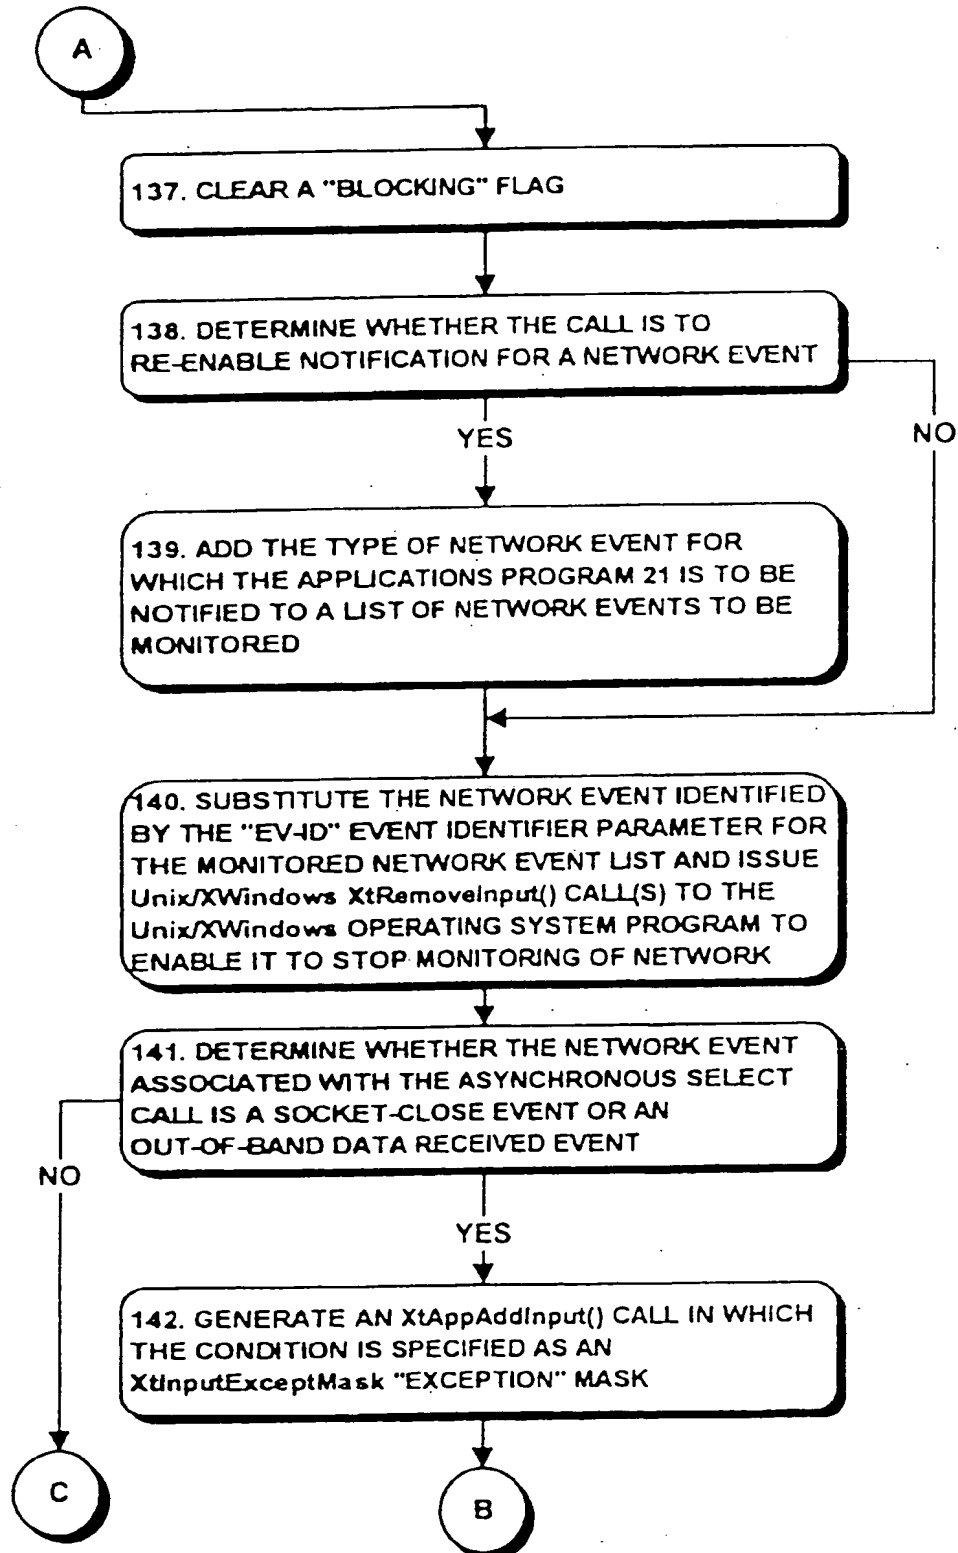 A
137. CLEAR A "BLOCKING" FLAG
138. DETERMINE WHETHER THE CALL IS TO
RE-ENABLE NOTIFICATION FOR A NETWORK EVENT
YES
NO
139. ADD THE TYPE OF NETWORK EVENT FOR
WHICH THE APPLICATIONS PROGRAM 21 IS TO BE
NOTIFIED TO A LIST OF NETWORK EVENTS TO BE
MONITORED
140. SUBSTITUTE THE NETWORK EVENT IDENTIFIED
BY THE "EV-ID" EVENT IDENTIFIER PARAMETER FOR
THE MONITORED NETWORK EVENT LIST AND ISSUE
Unix/XWindows XtRemoveInput() CALL(S) TO THE
Unix/XWindows OPERATING SYSTEM PROGRAM TO
ENABLE IT TO STOP MONITORING OF NETWORK
141. DETERMINE WHETHER THE NETWORK EVENT
ASSOCIATED WITH THE ASYNCHRONOUS SELECT
CALL IS A SOCKET-CLOSE EVENT OR AN
OUT-OF-BAND DATA RECEIVED EVENT
NO
YES
142. GENERATE AN XtAppAddInput() CALL IN WHICH
THE CONDITION IS SPECIFIED AS AN
XtInputExceptMask "EXCEPTION" MASK
C
B